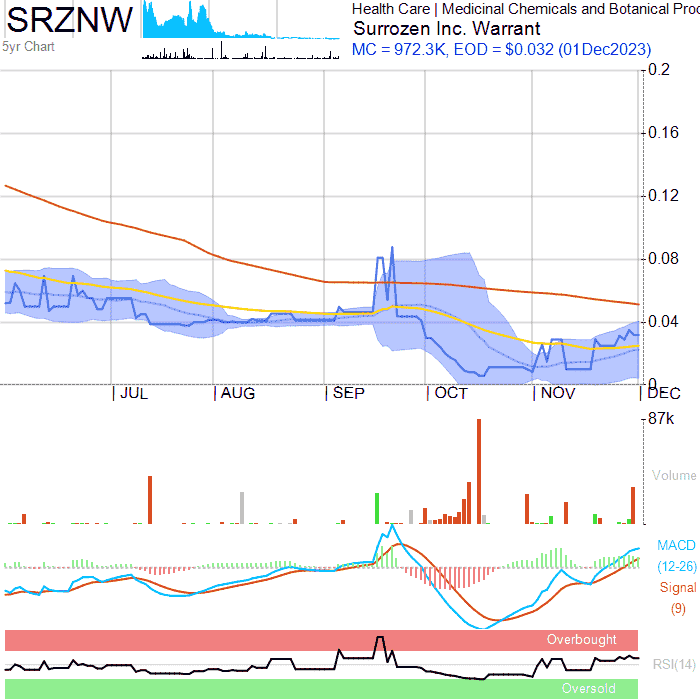 SRZNW
5yr Chart
Health Care | Medicinal Chemicals and Botanical Proc
Surrozen Inc. Warrant
MC = 972.3K, EOD = $0.032 (01Dec2023)
0.2
0.16
0.12
0.08
0.04
0
JUL AUG SEP OCT NOV DEC
87k
Volume
MACD
(12-26)
Signal
(9)
Overbought
RSI(14)
Oversold